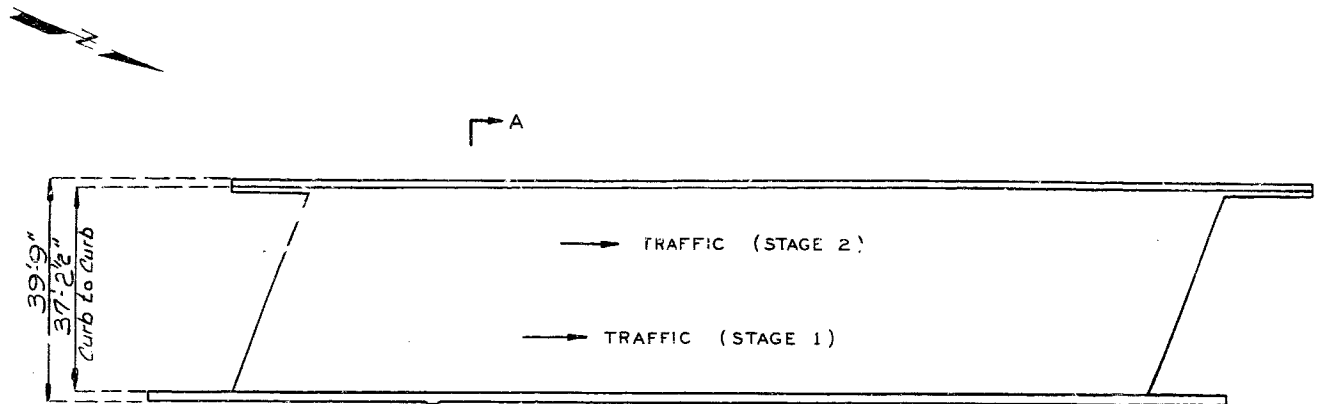 N
A
39'-9"
37'-2½"
Curb to Curb
TRAFFIC (STAGE 2)
TRAFFIC (STAGE 1)